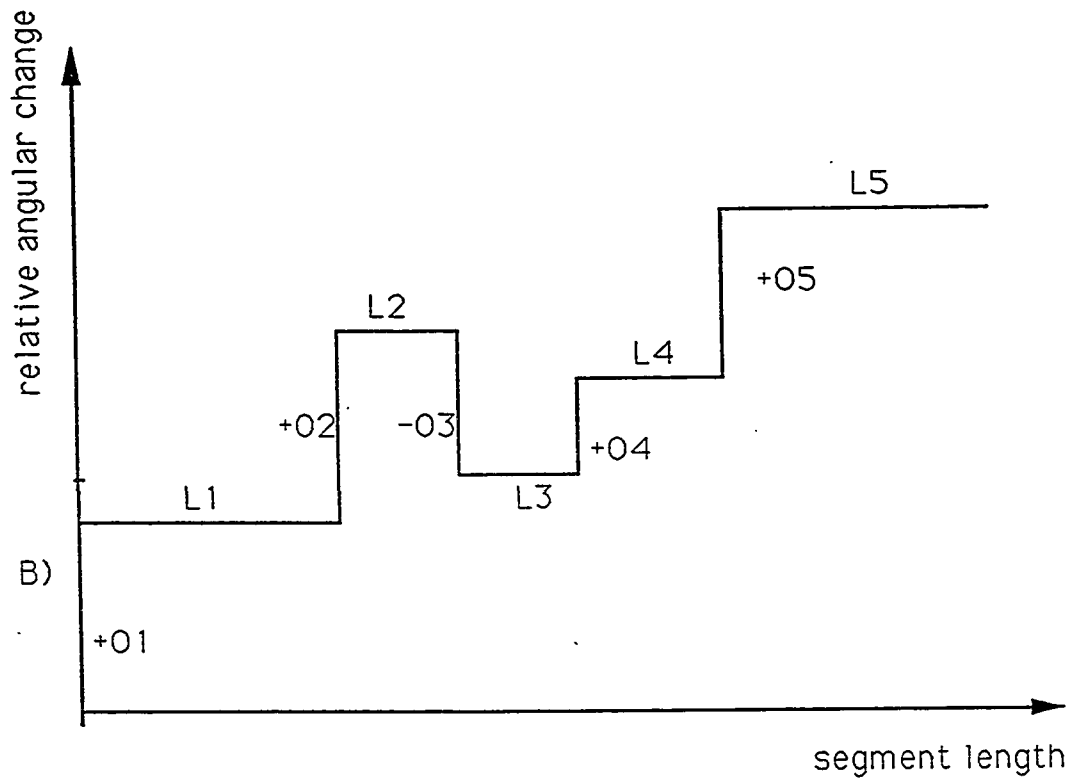 relative angular change
L5
+05
L2
L4
+02
-03
+04
L1
L3
B)
+01
segment length